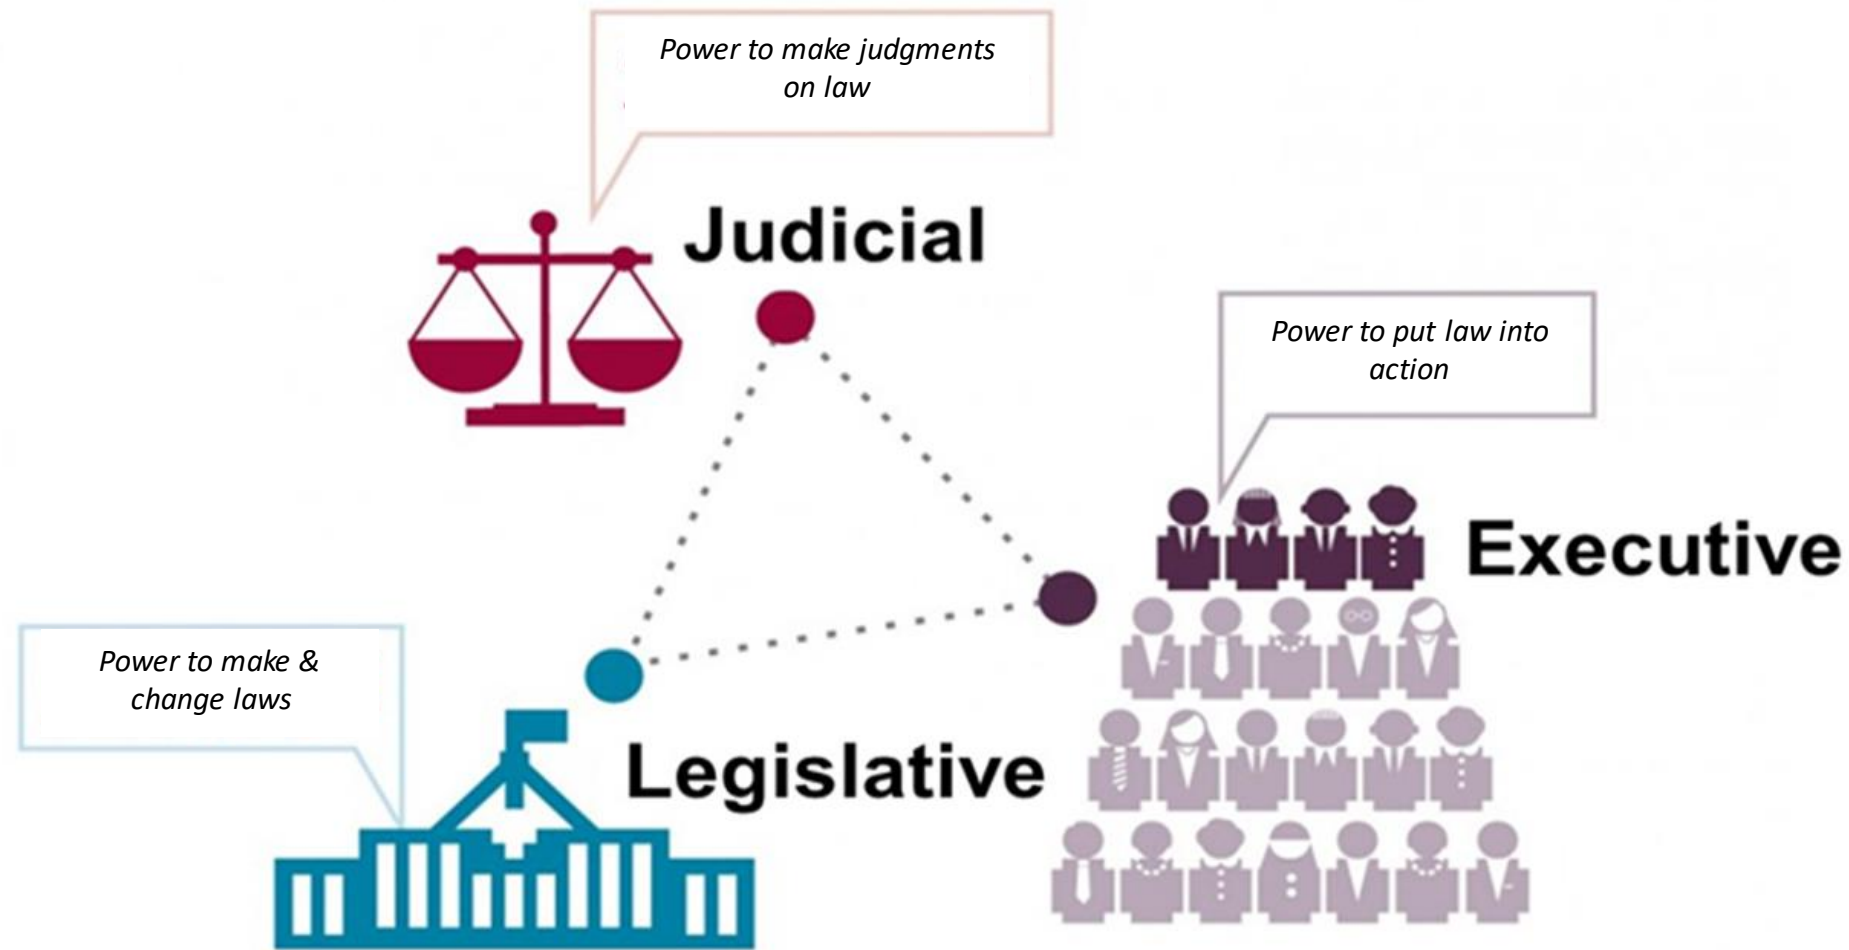 Power to make judgments
on law
Judicial
Power to put law into
action
Executive
Power to make &
change laws
Legislative